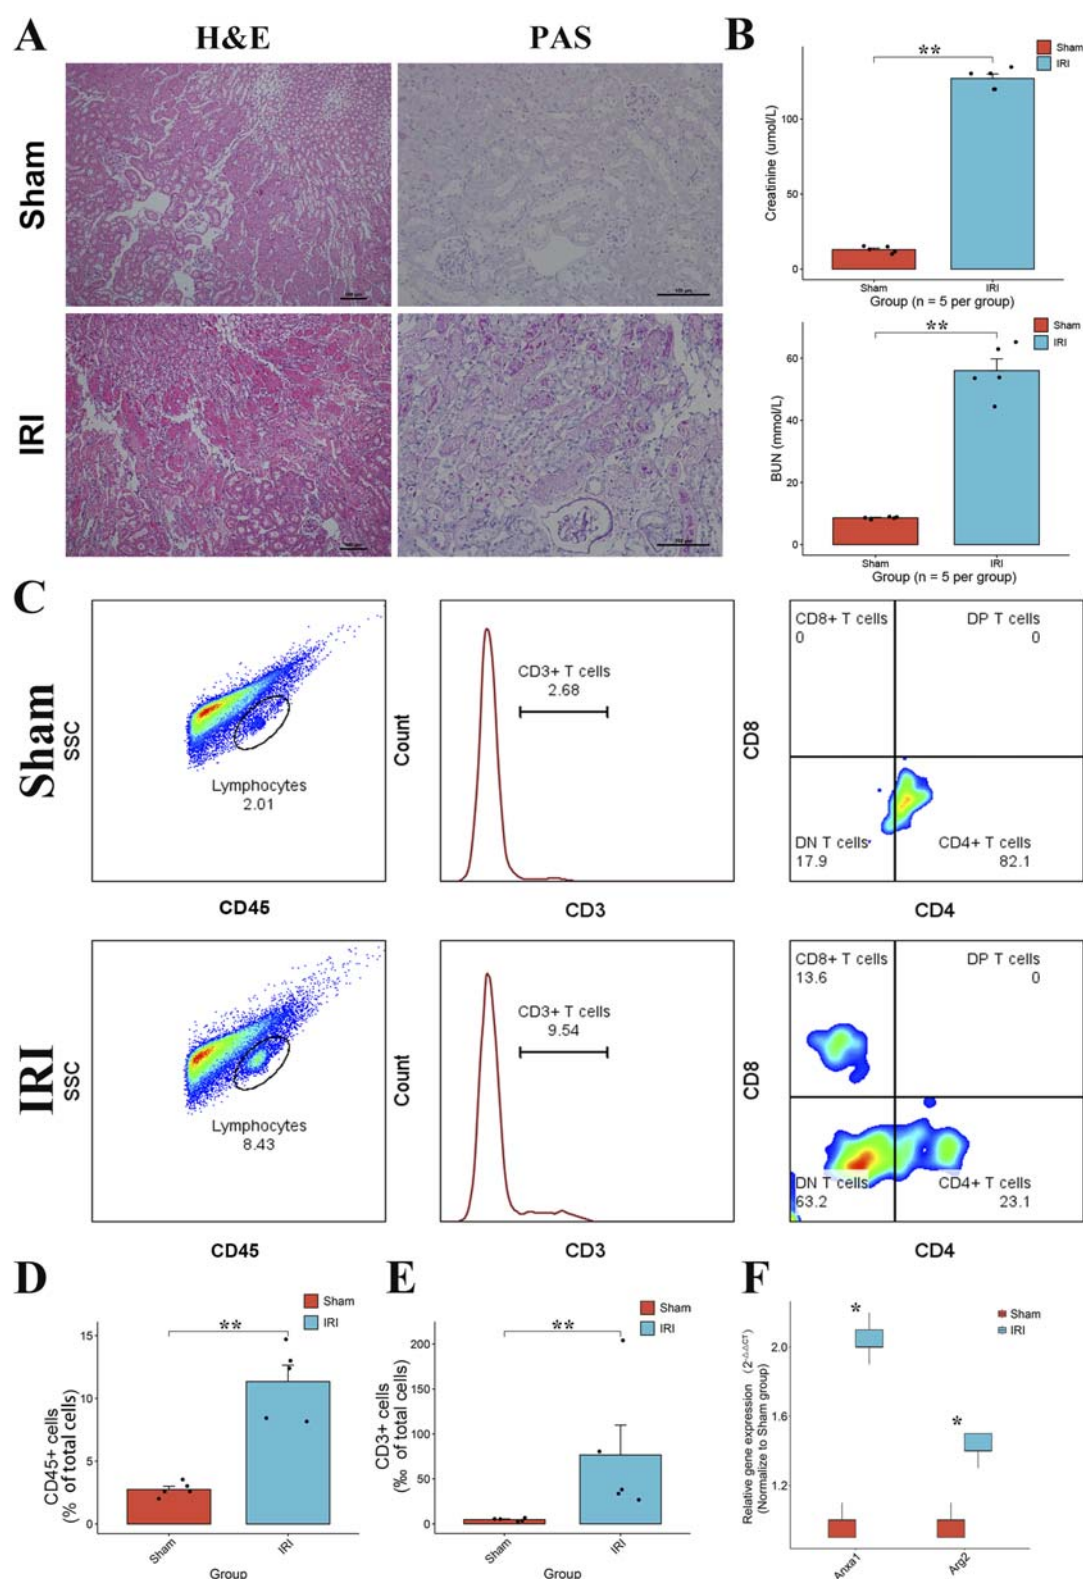 A
H&E
PAS
Sham
IRI
B
**
Sham
IRI
Creatinine (umol/L)
100
50
0
Sham
IRI
Group (n = 5 per group)
**
Sham
IRI
BUN (mmol/L)
60
40
20
0
Sham
IRI
Group (n = 5 per group)
C
Sham
SSC
Lymphocytes
2.01
CD45
Count
CD3+ T cells
2.68
CD3
CD8
CD8+ T cells
0
DP T cells
0
DN T cells
17.9
CD4+ T cells
82.1
CD4
IRI
SSC
Lymphocytes
8.43
CD45
Count
CD3+ T cells
9.54
CD3
CD8
CD8+ T cells
13.6
DP T cells
0
DN T cells
63.2
CD4+ T cells
23.1
CD4
D
Sham
IRI
**
CD45+ cells
(% of total cells)
15
10
5
0
Sham
IRI
Group
E
Sham
IRI
**
CD3+ cells
(‰ of total cells)
200
150
100
50
0
Sham
IRI
Group
F
Sham
IRI
*
*
Relative gene expression (2^-△△CT)
(Normalize to Sham group)
2.0
1.6
1.2
Anxa1
Arg2